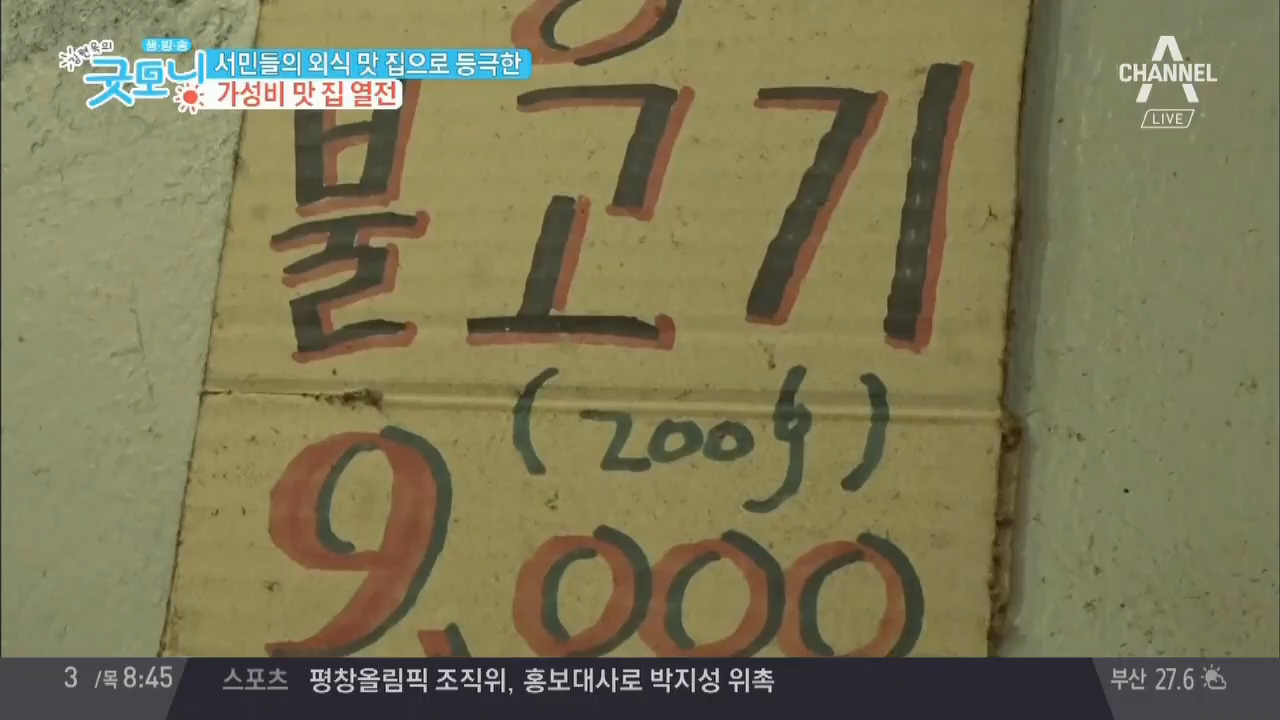 생·방·송
굿모닝
서민들의 외식 맛 집으로 등극한
가성비 맛 집 열전
CHANNEL A
LIVE
불고기
(200g)
9,000
3 /목 8:45 스포츠 평창올림픽 조직위, 홍보대사로 박지성 위촉 부산 27.6